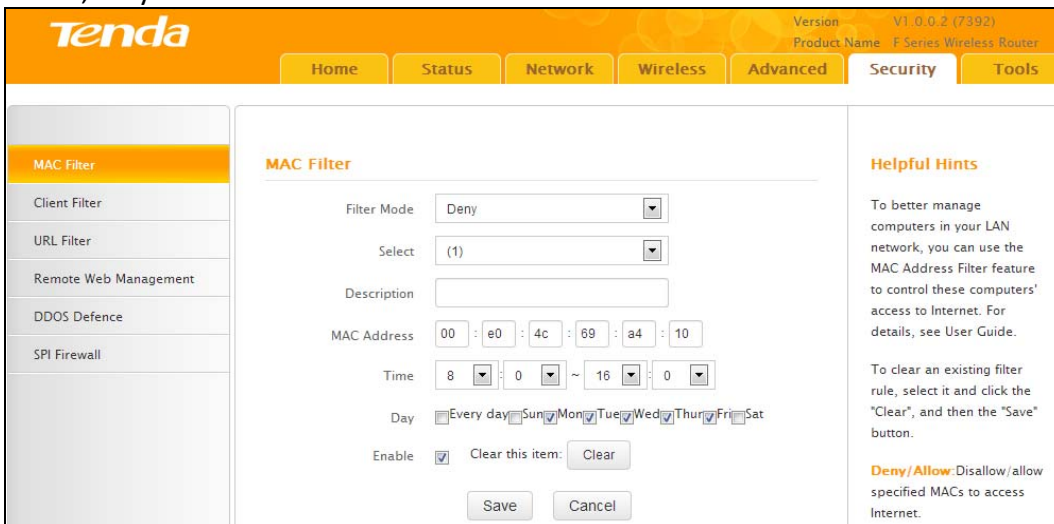 Tenda
Version V1.0.0.2 (7392)
Product Name F Series Wireless Router
Home Status Network Wireless Advanced Security Tools
MAC Filter
Client Filter
URL Filter
Remote Web Management
DDOS Defence
SPI Firewall
MAC Filter
Filter Mode Deny
Select (1)
Description
MAC Address 00 : e0 : 4c : 69 : a4 : 10
Time 8 : 0 ~ 16 : 0
Day Every day Sun Mon Tue Wed Thur Fri Sat
Enable Clear this item: Clear
Save Cancel
Helpful Hints
To better manage
computers in your LAN
network, you can use the
MAC Address Filter feature
to control these computers'
access to Internet. For
details, see User Guide.
To clear an existing filter
rule, select it and click the
"Clear", and then the "Save"
button.
Deny/Allow:Disallow/allow
specified MACs to access
Internet.